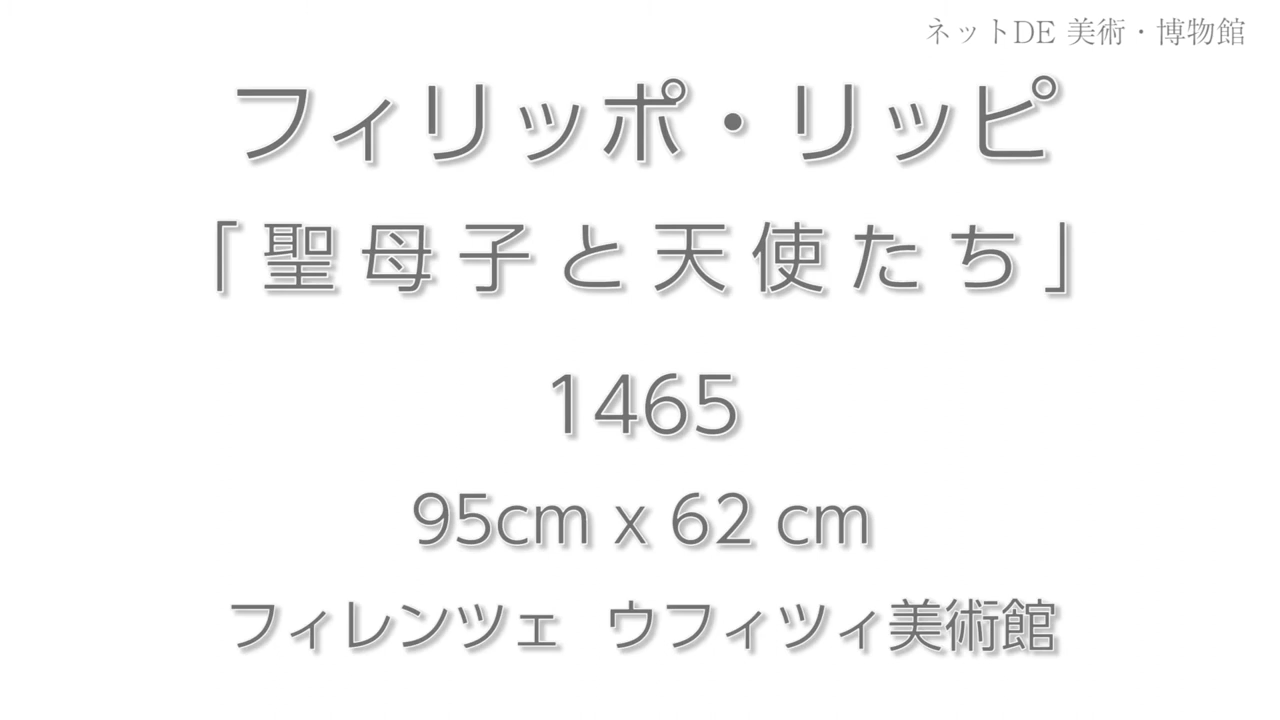 ネットDE 美術・博物館
フィリッポ・リッピ
「聖母子と天使たち」
1465
95cm x 62 cm
フィレンツェ ウフィツィ美術館